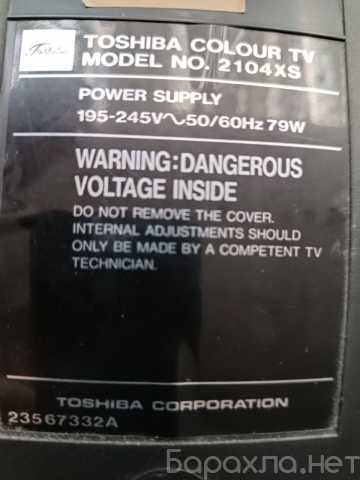 Toshiba
TOSHIBA COLOUR TV
MODEL NO. 2104XS
POWER SUPPLY
195-245V∿50/60Hz 79W
WARNING:DANGEROUS
VOLTAGE INSIDE
DO NOT REMOVE THE COVER.
INTERNAL ADJUSTMENTS SHOULD
ONLY BE MADE BY A COMPETENT TV
TECHNICIAN.
TOSHIBA CORPORATION
23567332A
Барахла.нет